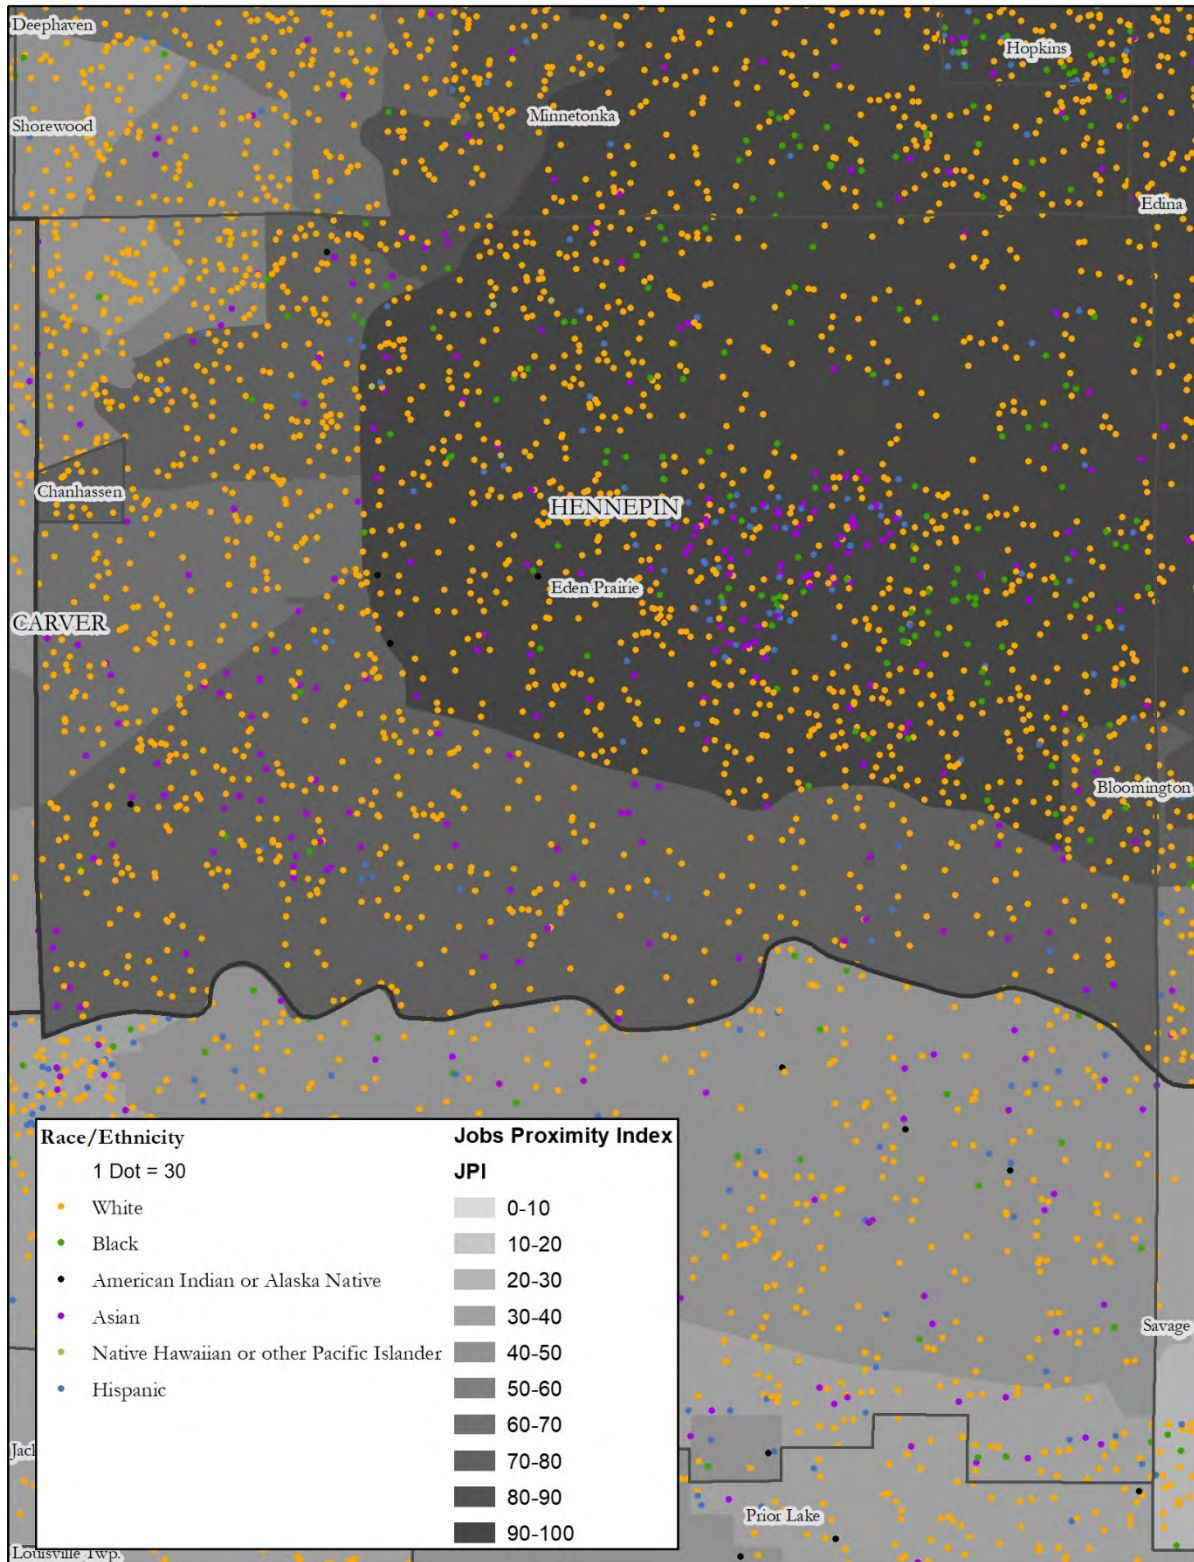 Deephaven
Hopkins
Minnetonka
Shorewood
Edina
Chanhassen
HENNEPIN
Eden Prairie
CARVER
Bloomington
Race/Ethnicity
1 Dot = 30
White
Black
American Indian or Alaska Native
Asian
Native Hawaiian or other Pacific Islander
Hispanic
Jobs Proximity Index
JPI
0-10
10-20
20-30
30-40
40-50
50-60
60-70
70-80
80-90
90-100
Savage
Jack
Prior Lake
Louisville Twp.